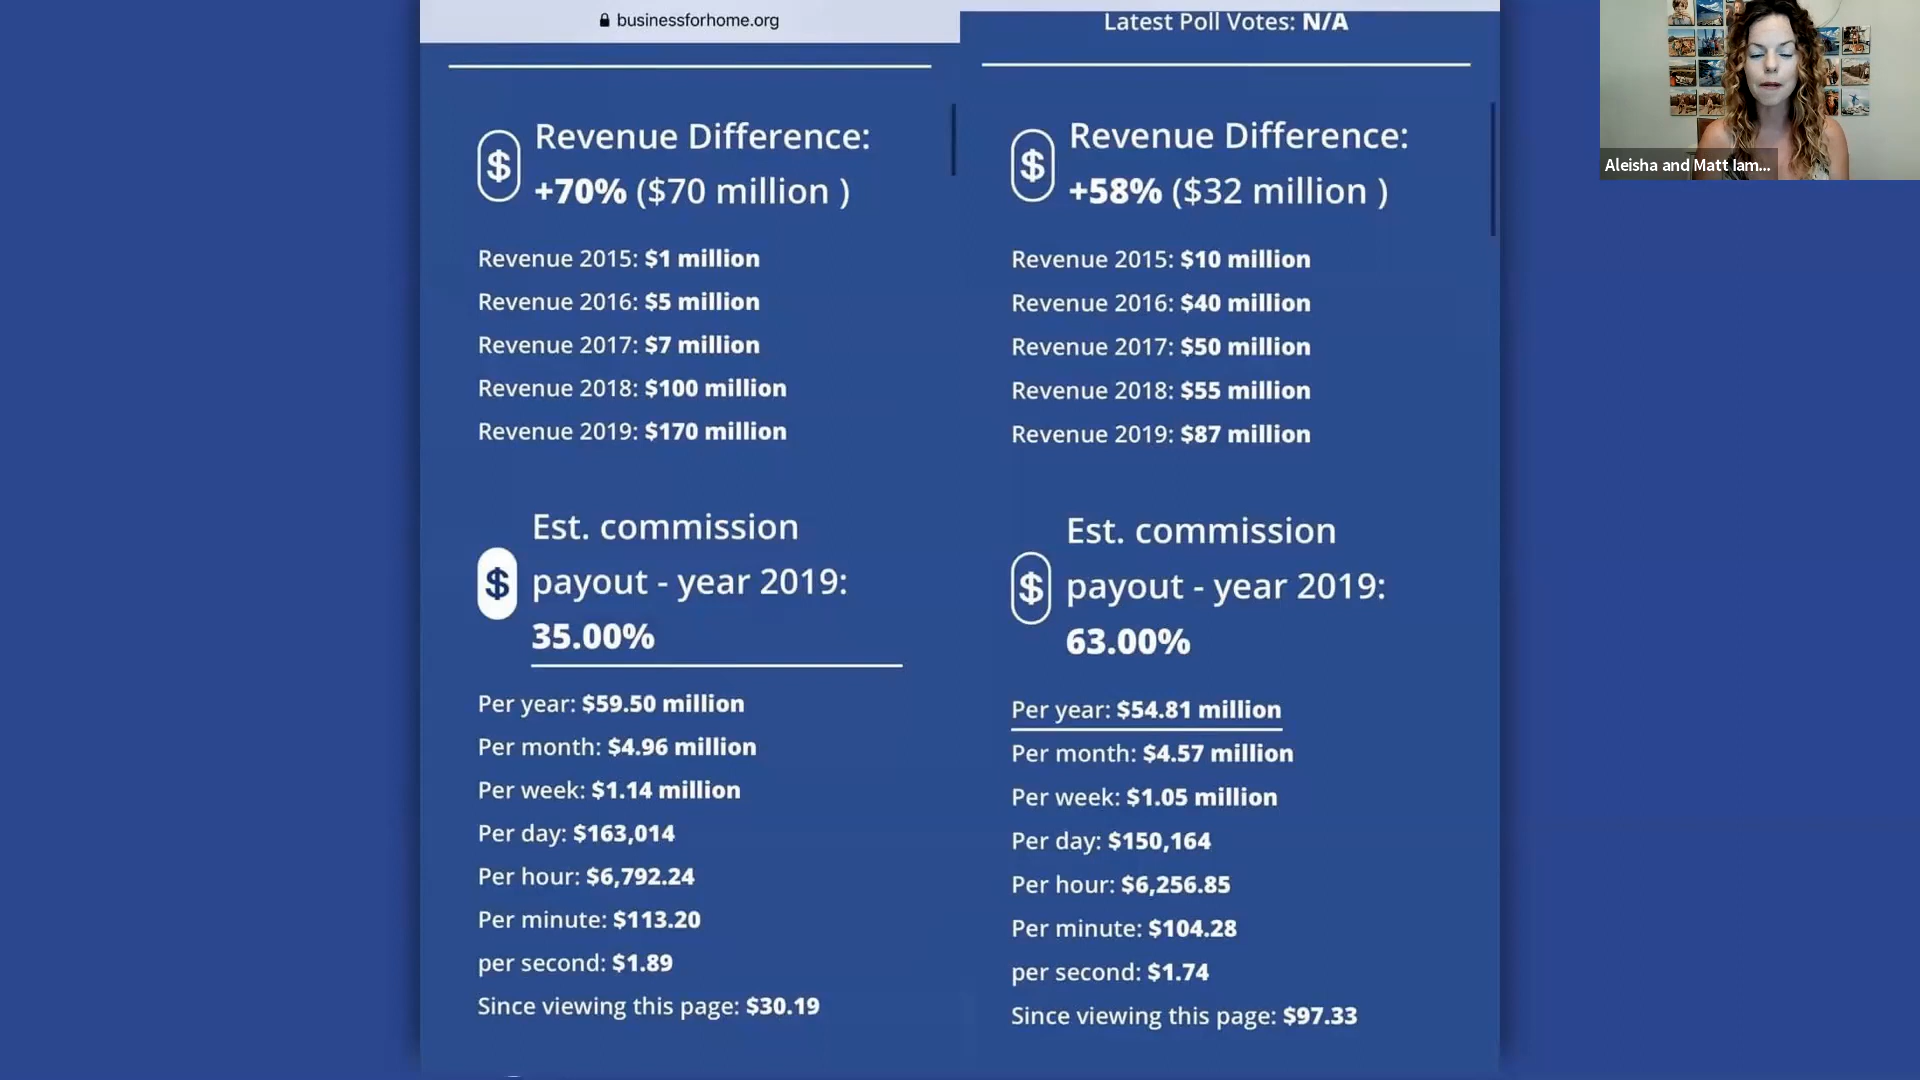 businessforhome.org
Revenue Difference:
+70% ($70 million )
Revenue 2015: $1 million
Revenue 2016: $5 million
Revenue 2017: $7 million
Revenue 2018: $100 million
Revenue 2019: $170 million
Est. commission
payout - year 2019:
35.00%
Per year: $59.50 million
Per month: $4.96 million
Per week: $1.14 million
Per day: $163,014
Per hour: $6,792.24
Per minute: $113.20
per second: $1.89
Since viewing this page: $30.19
Latest Poll Votes: N/A
Revenue Difference:
+58% ($32 million )
Revenue 2015: $10 million
Revenue 2016: $40 million
Revenue 2017: $50 million
Revenue 2018: $55 million
Revenue 2019: $87 million
Est. commission
payout - year 2019:
63.00%
Per year: $54.81 million
Per month: $4.57 million
Per week: $1.05 million
Per day: $150,164
Per hour: $6,256.85
Per minute: $104.28
per second: $1.74
Since viewing this page: $97.33
Aleisha and Matt Iam...